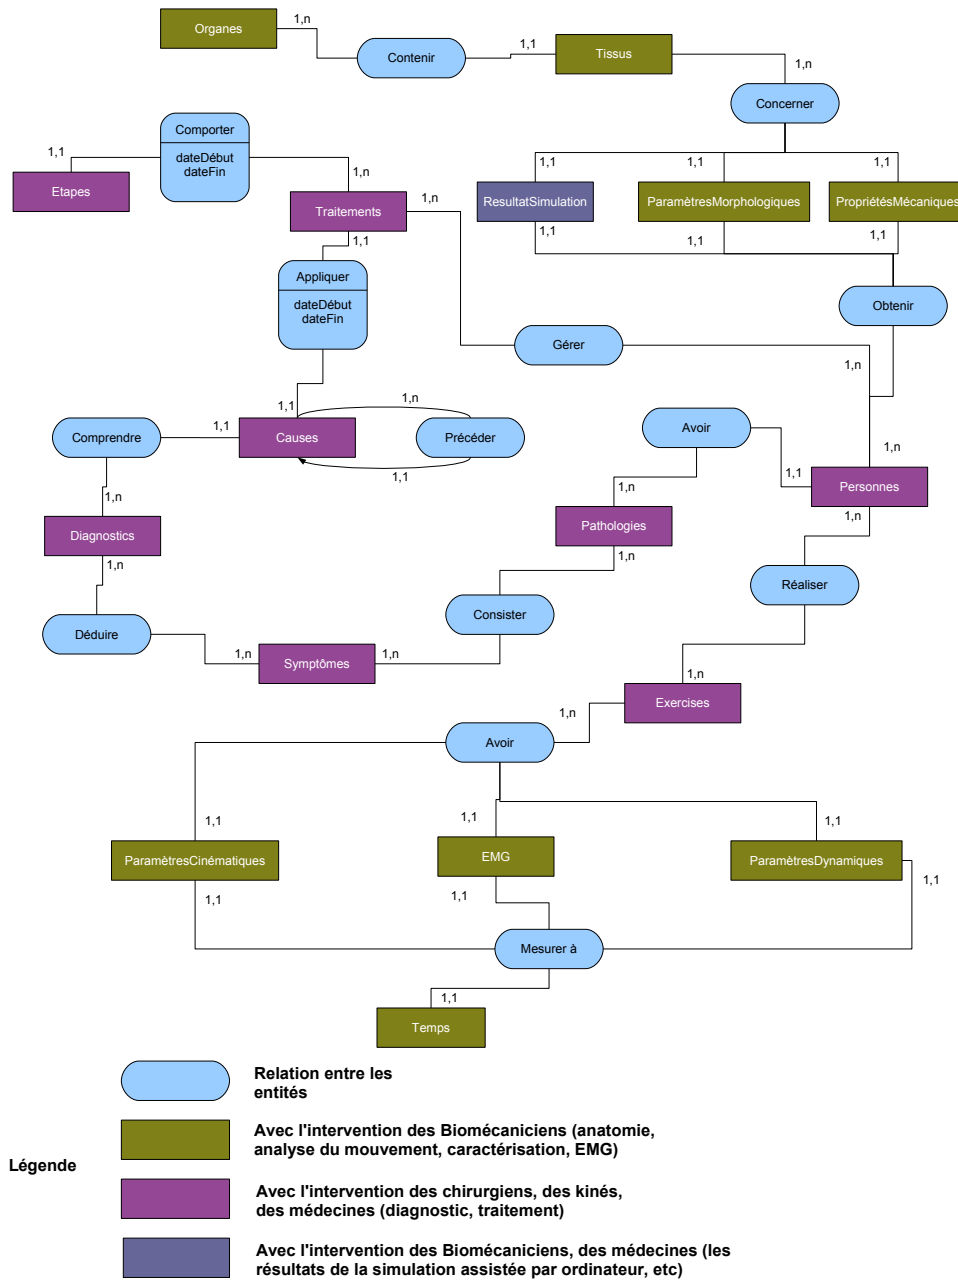 1,n
Organes
Contenir
1,1
Tissus
1,n
Concerner
Comporter
dateDébut
dateFin
1,1
Etapes
1,n
Traitements
1,n
1,1
1,1
1,1
1,1
ResultatSimulation
ParamètresMorphologiques
PropriétésMécaniques
1,1
1,1
1,1
Appliquer
dateDébut
dateFin
Obtenir
Gérer
1,n
1,1
1,n
Comprendre
1,1
Causes
Précéder
1,1
Avoir
1,n
1,1
Personnes
1,n
1,n
Diagnostics
1,n
1,n
Pathologies
1,n
1,n
Réaliser
Déduire
Consister
1,n
Symptômes
1,n
1,n
Exercises
1,n
Avoir
1,1
1,1
1,1
ParamètresCinématiques
EMG
ParamètresDynamiques
1,1
1,1
1,1
Mesurer à
1,1
Temps
Légende
Relation entre les
entités
Avec l'intervention des Biomécaniciens (anatomie,
analyse du mouvement, caractérisation, EMG)
Avec l'intervention des chirurgiens, des kinés,
des médecines (diagnostic, traitement)
Avec l'intervention des Biomécaniciens, des médecines (les
résultats de la simulation assistée par ordinateur, etc)